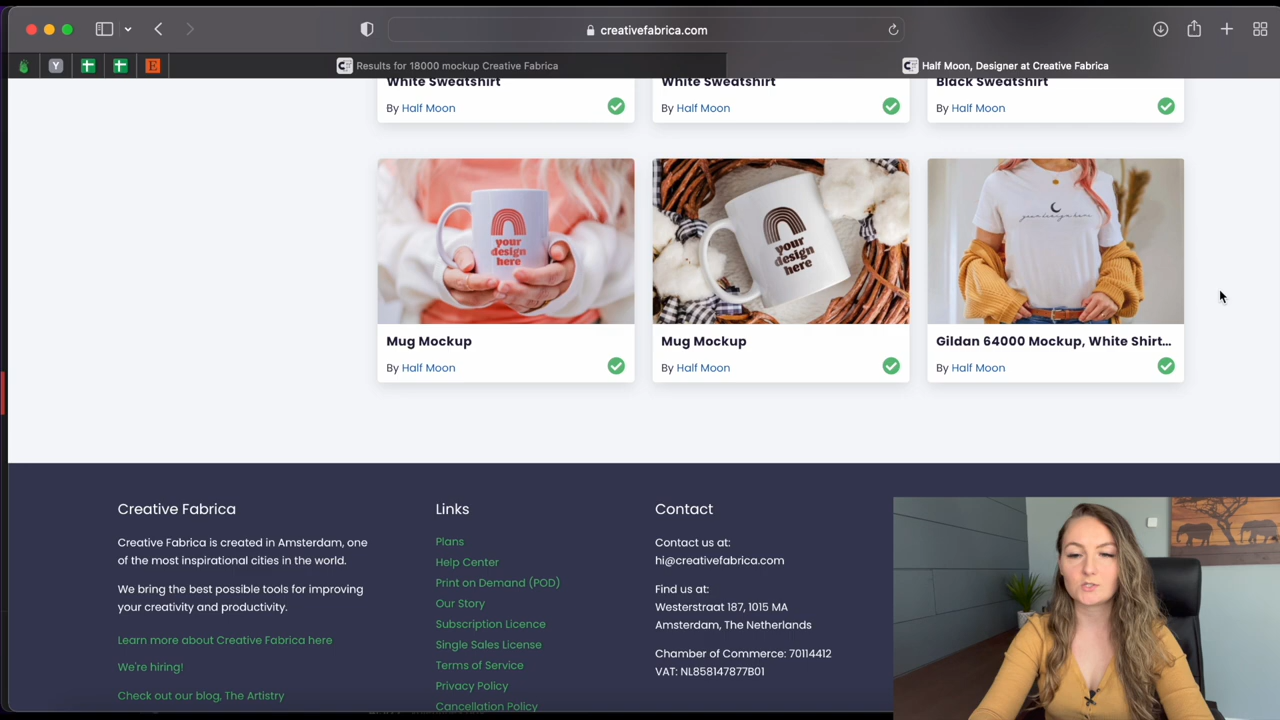 creativefabrica.com
Results for 18000 mockup Creative Fabrica
Half Moon, Designer at Creative Fabrica
White Sweatshirt
White Sweatshirt
Black Sweatshirt
By Half Moon
By Half Moon
By Half Moon
your
design
here
your
design
here
your design here
Mug Mockup
Mug Mockup
Gildan 64000 Mockup, White Shirt...
By Half Moon
By Half Moon
By Half Moon
Creative Fabrica
Creative Fabrica is created in Amsterdam, one
of the most inspirational cities in the world.
We bring the best possible tools for improving
your creativity and productivity.
Learn more about Creative Fabrica here
We're hiring!
Check out our blog, The Artistry
Links
Plans
Help Center
Print on Demand (POD)
Our Story
Subscription Licence
Single Sales License
Terms of Service
Privacy Policy
Cancellation Policy
Contact
Contact us at:
hi@creativefabrica.com
Find us at:
Westerstraat 187, 1015 MA
Amsterdam, The Netherlands
Chamber of Commerce: 70114412
VAT: NL858147877B01